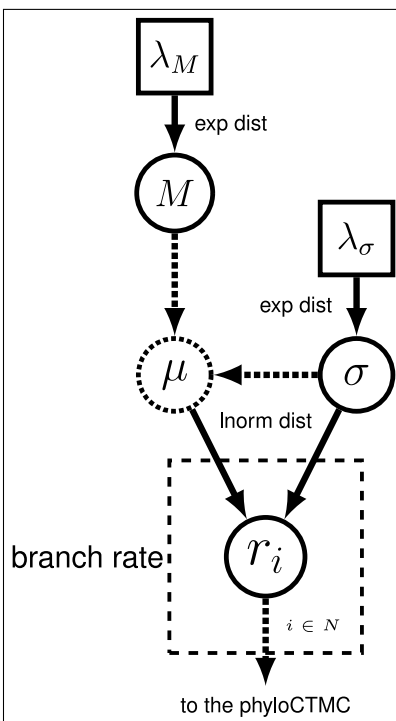 λ_M
exp dist
M
λ_σ
exp dist
μ
σ
lnorm dist
branch rate
r_i
i ∈ N
to the phyloCTMC